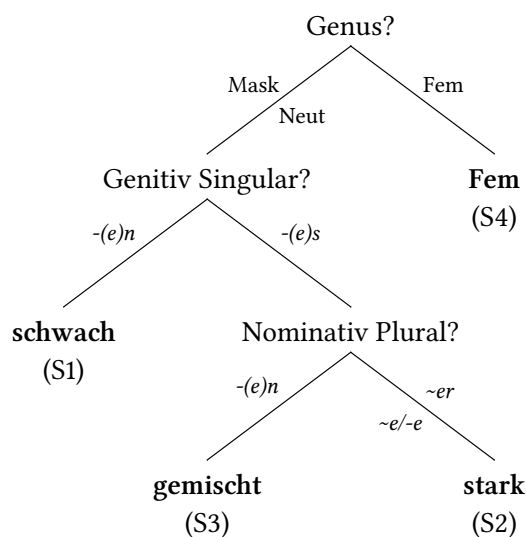 Genus?
Mask
Neut
Fem
Genitiv Singular?
Fem
(S4)
-(e)n
-(e)s
schwach
(S1)
Nominativ Plural?
-(e)n
~er
~e/-e
gemischt
(S3)
stark
(S2)